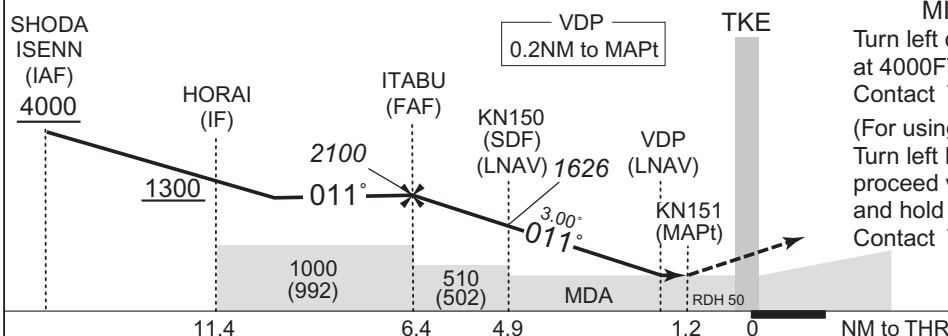 SHODA
ISENN
(IAF)
4000
HORAI
(IF)
1300
2100
ITABU
(FAF)
VDP
0.2NM to MAPt
KN150
(SDF)
(LNAV)
1626
VDP
(LNAV)
KN151
(MAPt)
TKE
MI
Turn left
at 4000F
Contact
(For using
Turn left
proceed
and hold
Contact
011°
3.00°
011°
1000
(992)
510
(502)
MDA
RDH 50
11.4 6.4 4.9 1.2 0 NM to THR